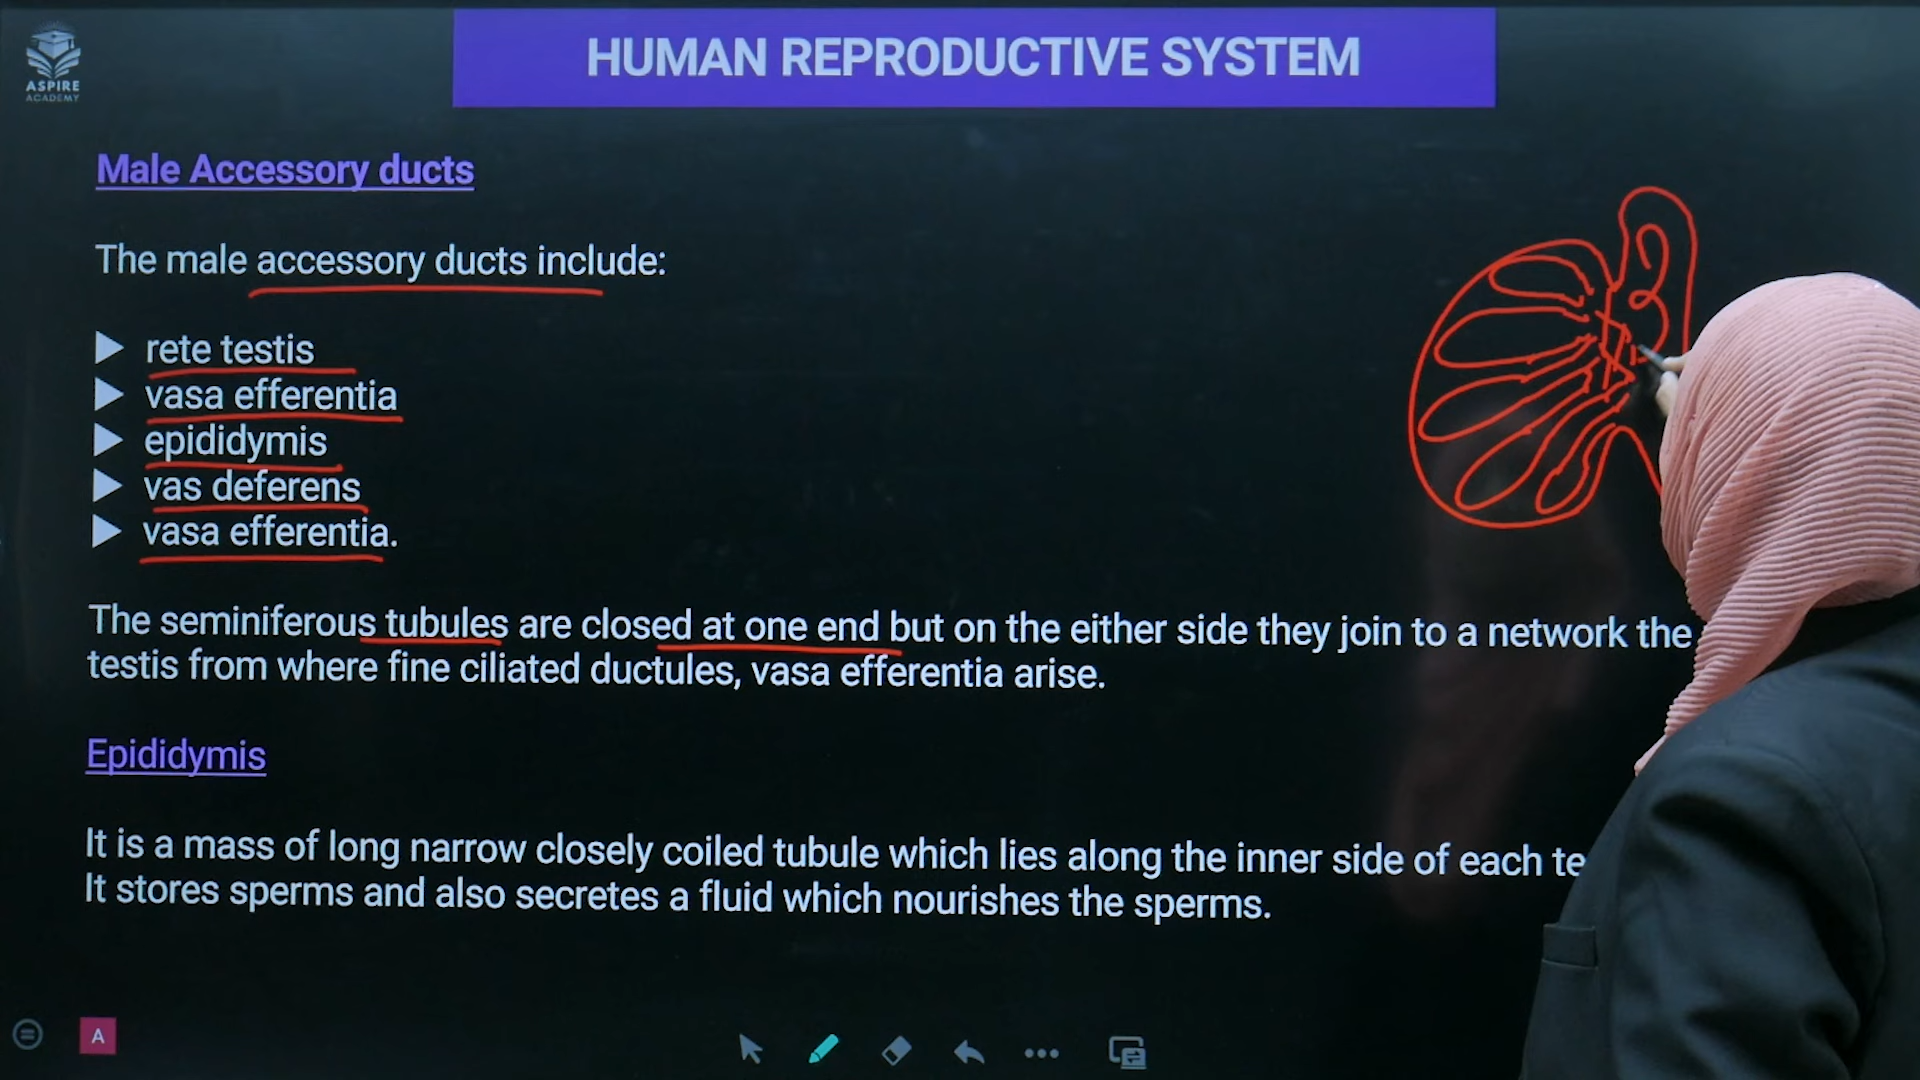 ASPIRE
ACADEMY
HUMAN REPRODUCTIVE SYSTEM
Male Accessory ducts
The male accessory ducts include:
▶ rete testis
▶ vasa efferentia
▶ epididymis
▶ vas deferens
▶ vasa efferentia.
The seminiferous tubules are closed at one end but on the either side they join to a network the
testis from where fine ciliated ductules, vasa efferentia arise.
Epididymis
It is a mass of long narrow closely coiled tubule which lies along the inner side of each
It stores sperms and also secretes a fluid which nourishes the sperms.
A